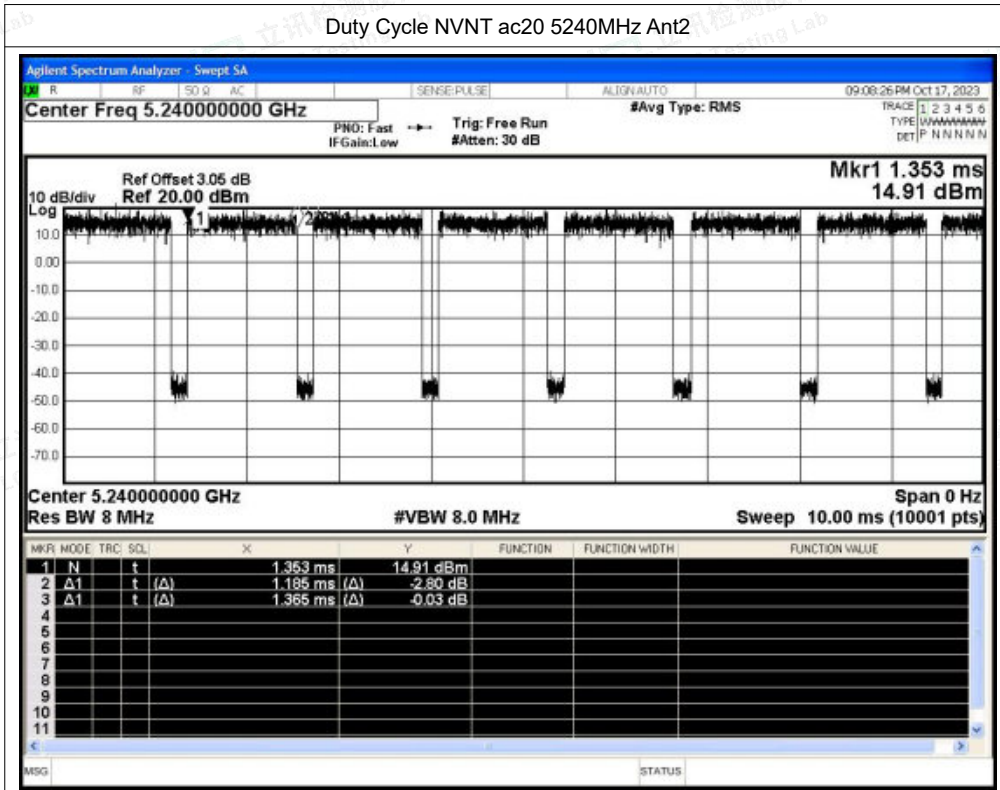 Duty Cycle NVNT ac20 5240MHz Ant2
Agilent Spectrum Analyzer - Swept SA
R RF 50 Ω AC SENSE:PULSE ALIGN AUTO 09:08:26 PM Oct 17, 2023
Center Freq 5.240000000 GHz #Avg Type: RMS TRACE 1 2 3 4 5 6
PNO: Fast Trig: Free Run TYPE
IFGain:Low #Atten: 30 dB DET P N N N N N
Mkr1 1.353 ms
Ref Offset 3.05 dB
10 dB/div Ref 20.00 dBm 14.91 dBm
Log
1
2
10.0
0.00
-10.0
-20.0
-30.0
-40.0
-50.0
-60.0
-70.0
Center 5.240000000 GHz Span 0 Hz
Res BW 8 MHz #VBW 8.0 MHz Sweep 10.00 ms (10001 pts)
MKR MODE TRC SCL X Y FUNCTION FUNCTION WIDTH FUNCTION VALUE
1 N t 1.353 ms 14.91 dBm
2 Δ1 t (Δ) 1.185 ms (Δ) -2.80 dB
3 Δ1 t (Δ) 1.365 ms (Δ) -0.03 dB
4
5
6
7
8
9
10
11
MSG STATUS